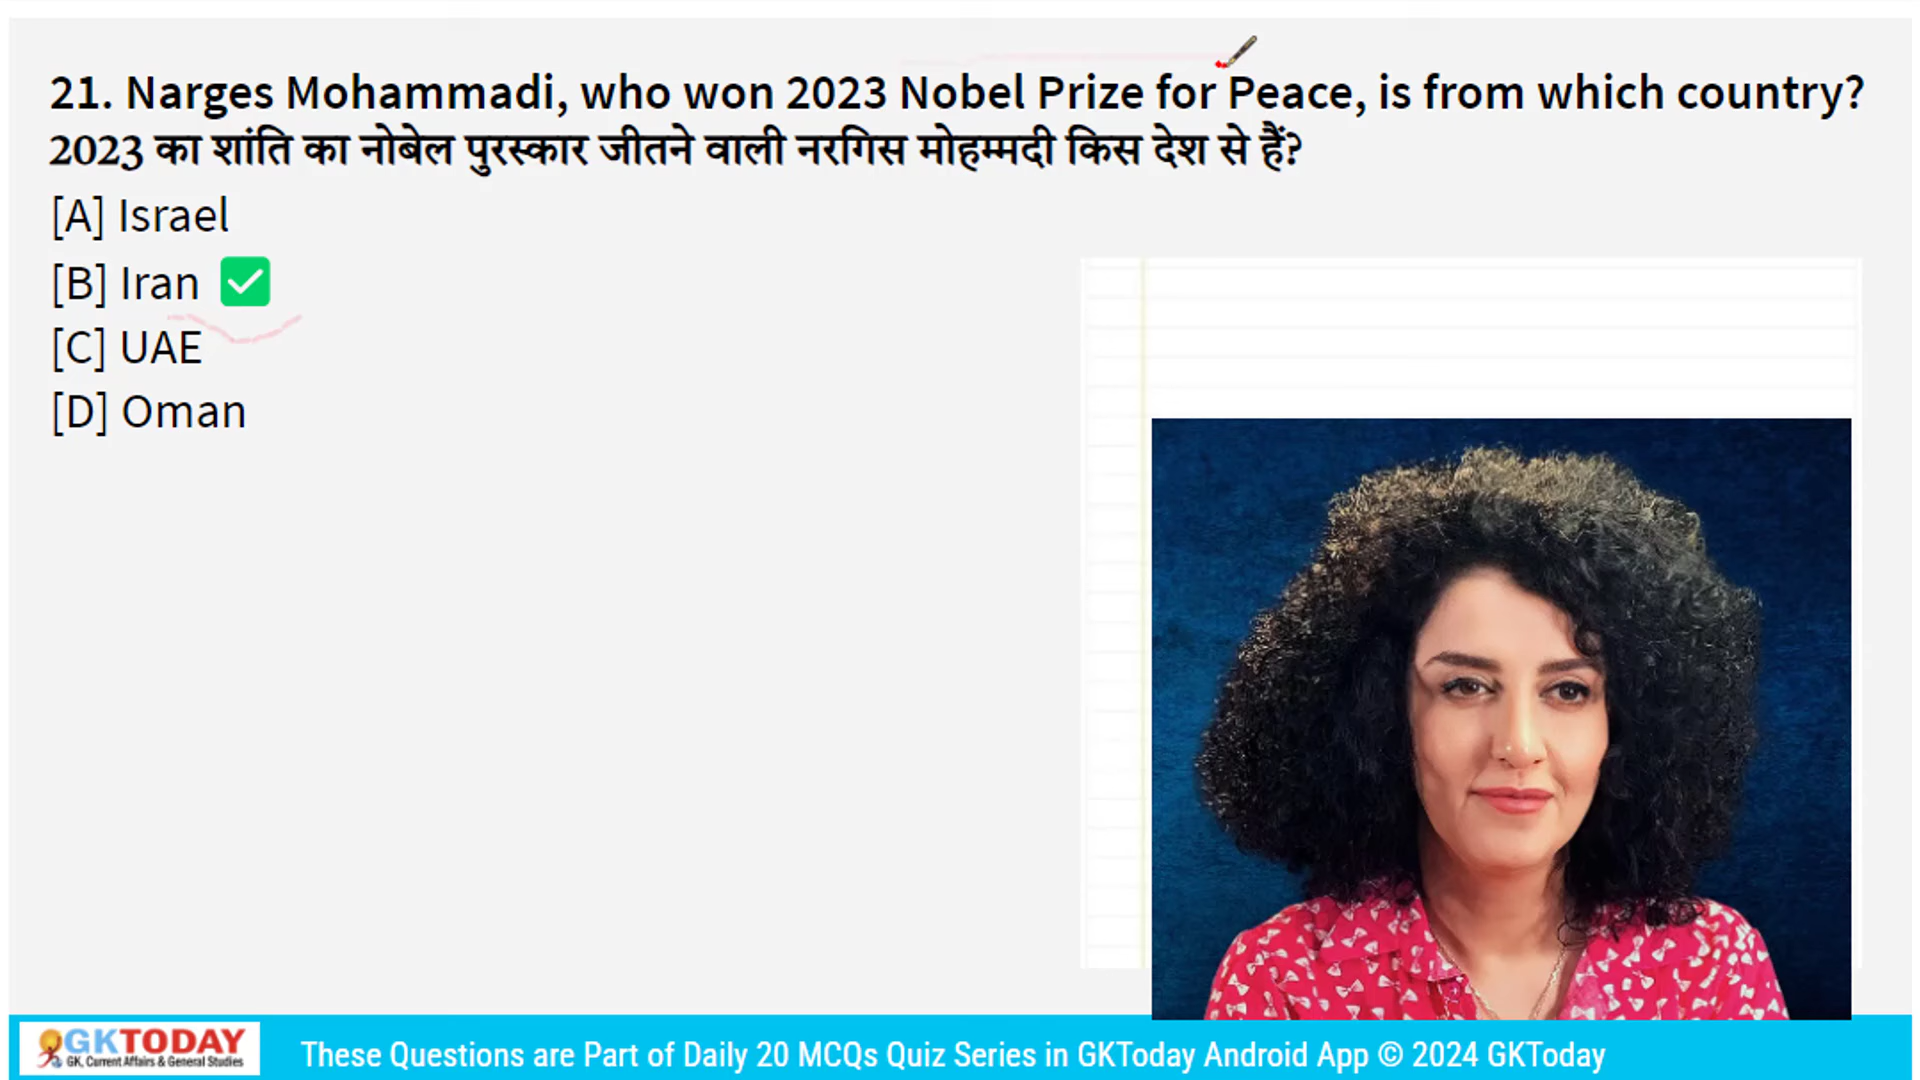 21. Narges Mohammadi, who won 2023 Nobel Prize for Peace, is from which country?
2023 का शांति का नोबेल पुरस्कार जीतने वाली नरगिस मोहम्मदी किस देश से हैं?
[A] Israel
[B] Iran ✅
[C] UAE
[D] Oman
GKTODAY
GK, Current Affairs & General Studies
These Questions are Part of Daily 20 MCQs Quiz Series in GKToday Android App © 2024 GKToday